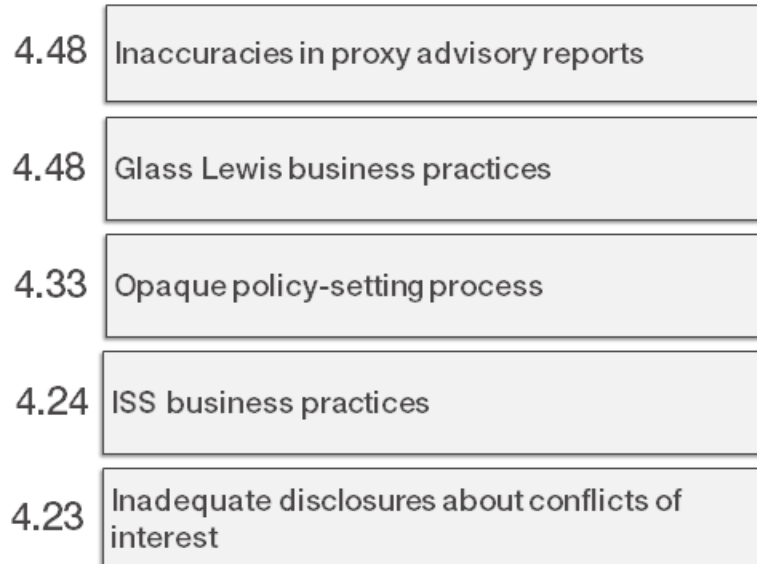 4.48 Inaccuracies in proxy advisory reports
4.48 Glass Lewis business practices
4.33 Opaque policy-setting process
4.24 ISS business practices
4.23 Inadequate disclosures about conflicts of
interest